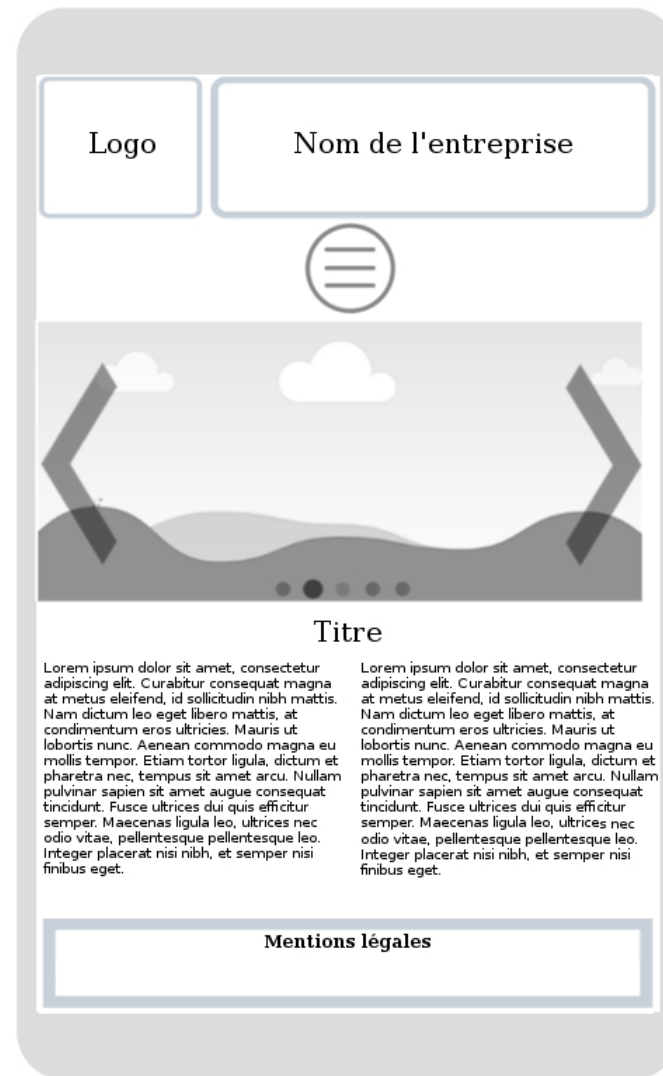 Logo
Nom de l'entreprise
Titre
Lorem ipsum dolor sit amet, consectetur
adipiscing elit. Curabitur consequat magna
at metus eleifend, id sollicitudin nibh mattis.
Nam dictum leo eget libero mattis, at
condimentum eros ultricies. Mauris ut
lobortis nunc. Aenean commodo magna eu
mollis tempor. Etiam tortor ligula, dictum et
pharetra nec, tempus sit amet arcu. Nullam
pulvinar sapien sit amet augue consequat
tincidunt. Fusce ultrices dui quis efficitur
semper. Maecenas ligula leo, ultrices nec
odio vitae, pellentesque pellentesque leo.
Integer placerat nisi nibh, et semper nisi
finibus eget.
Lorem ipsum dolor sit amet, consectetur
adipiscing elit. Curabitur consequat magna
at metus eleifend, id sollicitudin nibh mattis.
Nam dictum leo eget libero mattis, at
condimentum eros ultricies. Mauris ut
lobortis nunc. Aenean commodo magna eu
mollis tempor. Etiam tortor ligula, dictum et
pharetra nec, tempus sit amet arcu. Nullam
pulvinar sapien sit amet augue consequat
tincidunt. Fusce ultrices dui quis efficitur
semper. Maecenas ligula leo, ultrices nec
odio vitae, pellentesque pellentesque leo.
Integer placerat nisi nibh, et semper nisi
finibus eget.
Mentions légales